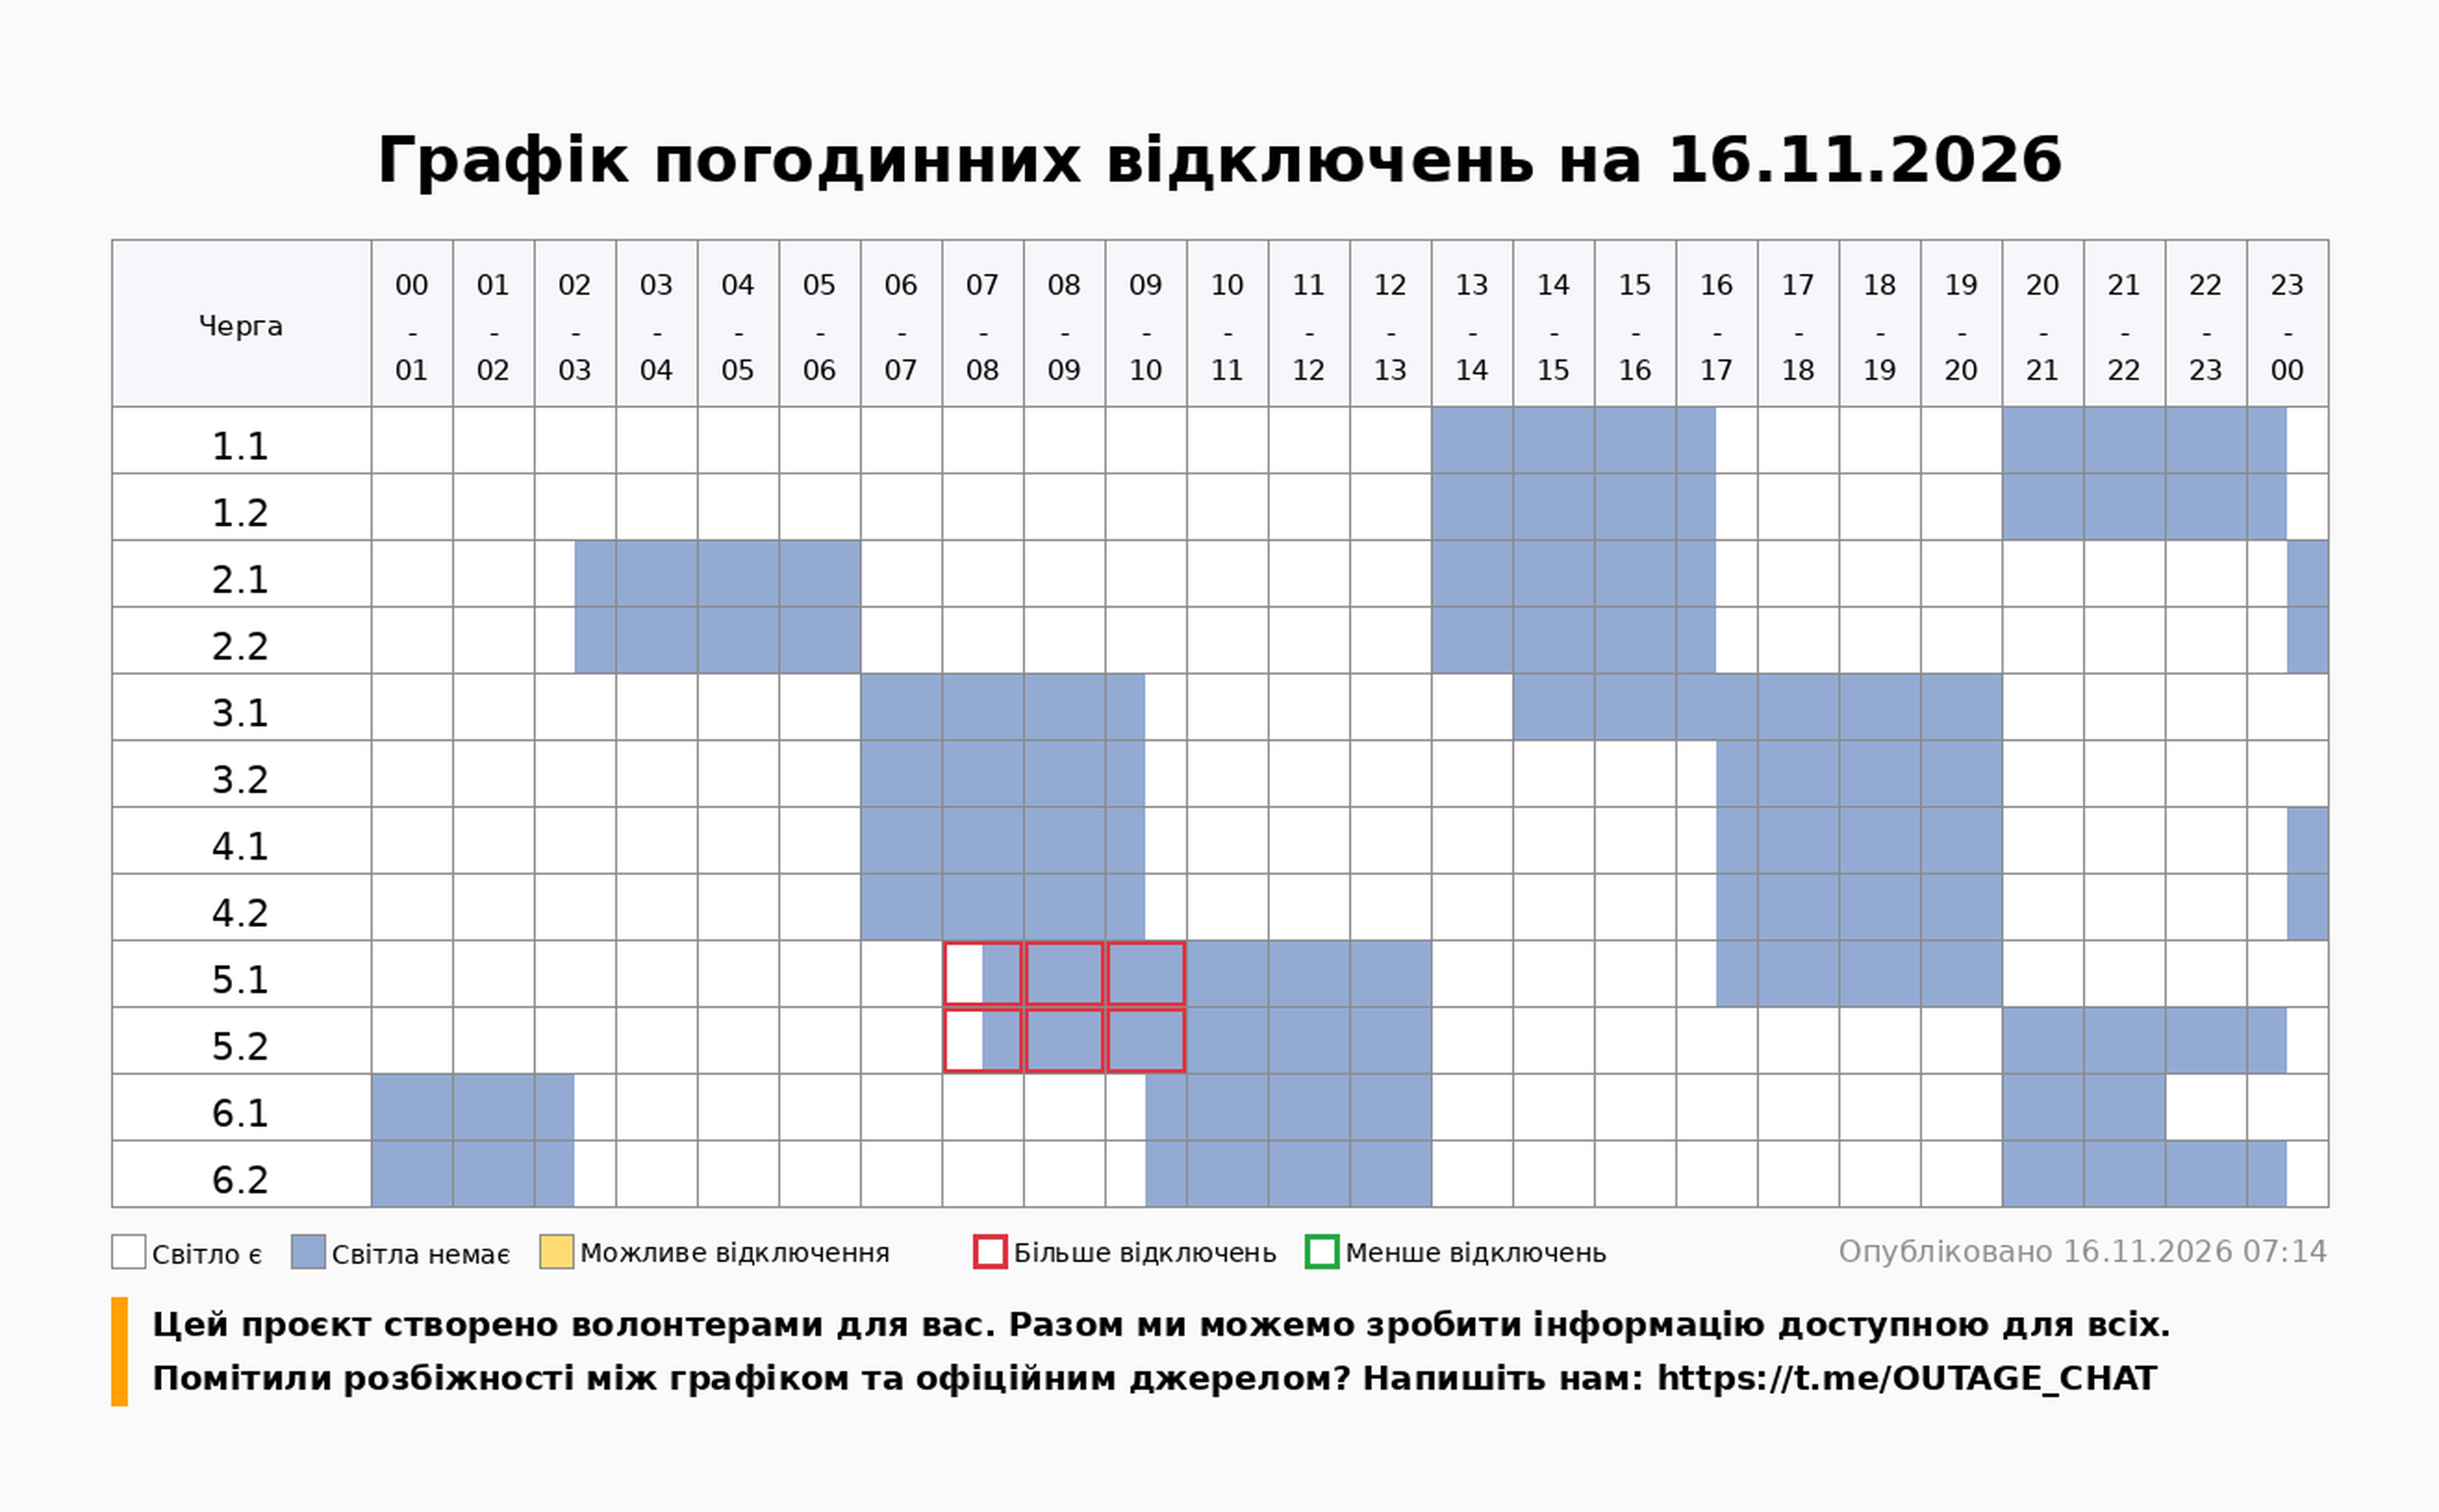 Графік погодинних відключень на 16.11.2026
Черга 00 - 01 01 - 02 02 - 03 03 - 04 04 - 05 05 - 06 06 - 07 07 - 08 08 - 09 09 - 10 10 - 11 11 - 12 12 - 13 13 - 14 14 - 15 15 - 16 16 - 17 17 - 18 18 - 19 19 - 20 20 - 21 21 - 22 22 - 23 23 - 00
1.1
1.2
2.1
2.2
3.1
3.2
4.1
4.2
5.1
5.2
6.1
6.2
Світло є Світла немає Можливе відключення Більше відключень Менше відключень Опубліковано 16.11.2026 07:14
Цей проєкт створено волонтерами для вас. Разом ми можемо зробити інформацію доступною для всіх.
Помітили розбіжності між графіком та офіційним джерелом? Напишіть нам: https://t.me/OUTAGE_CHAT